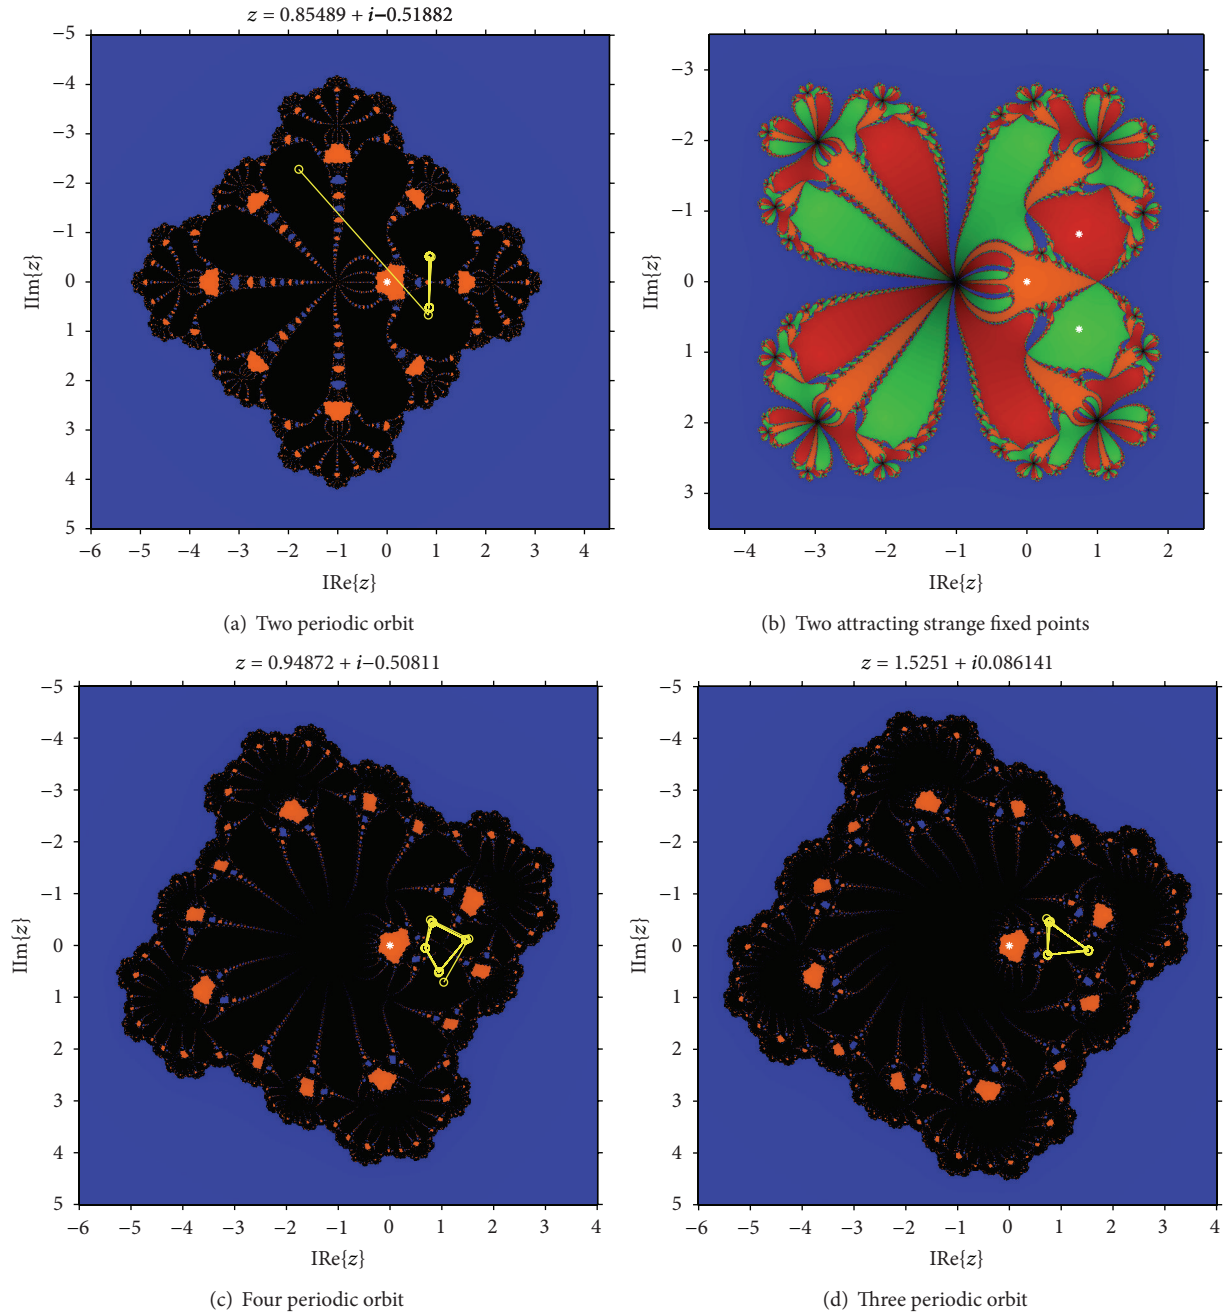 z = 0.85489 + i−0.51882
−5
−4
−3
−2
−1
0
1
2
3
4
5
IIm{z}
−6 −5 −4 −3 −2 −1 0 1 2 3 4
IRe{z}
(a) Two periodic orbit
−3
−2
−1
0
1
2
3
IIm{z}
−4 −3 −2 −1 0 1 2
IRe{z}
(b) Two attracting strange fixed points
z = 0.94872 + i−0.50811
−5
−4
−3
−2
−1
0
1
2
3
4
5
IIm{z}
−6 −5 −4 −3 −2 −1 0 1 2 3 4
IRe{z}
(c) Four periodic orbit
z = 1.5251 + i0.086141
−5
−4
−3
−2
−1
0
1
2
3
4
5
IIm{z}
−6 −5 −4 −3 −2 −1 0 1 2 3 4
IRe{z}
(d) Three periodic orbit